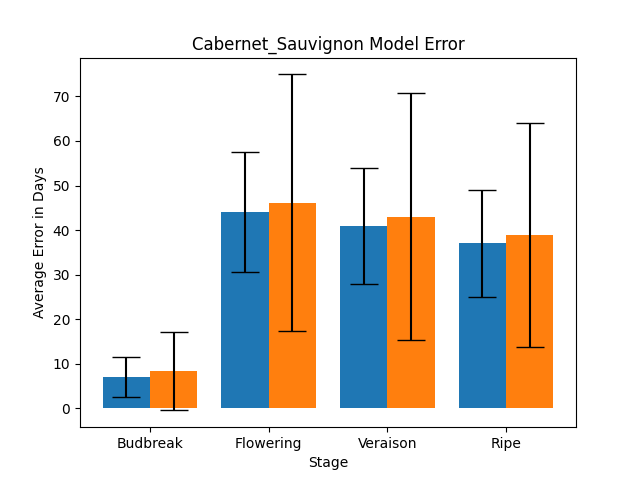 Cabernet_Sauvignon Model Error
Average Error in Days
70
60
50
40
30
20
10
0
Budbreak
Flowering
Veraison
Ripe
Stage